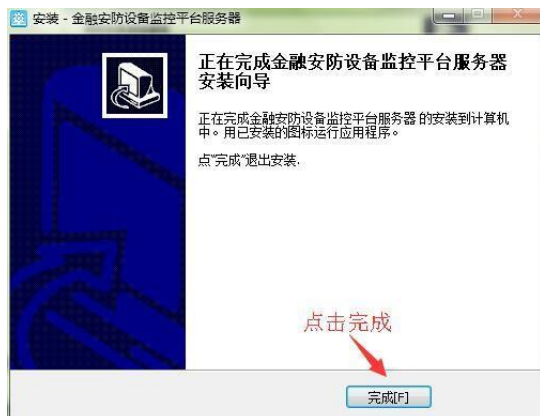 安装 - 金融安防设备监控平台服务器
正在完成金融安防设备监控平台服务器
安装向导
正在完成金融安防设备监控平台服务器 的安装到计算机
中。用已安装的图标运行应用程序。
点“完成”退出安装.
点击完成
完成[F]